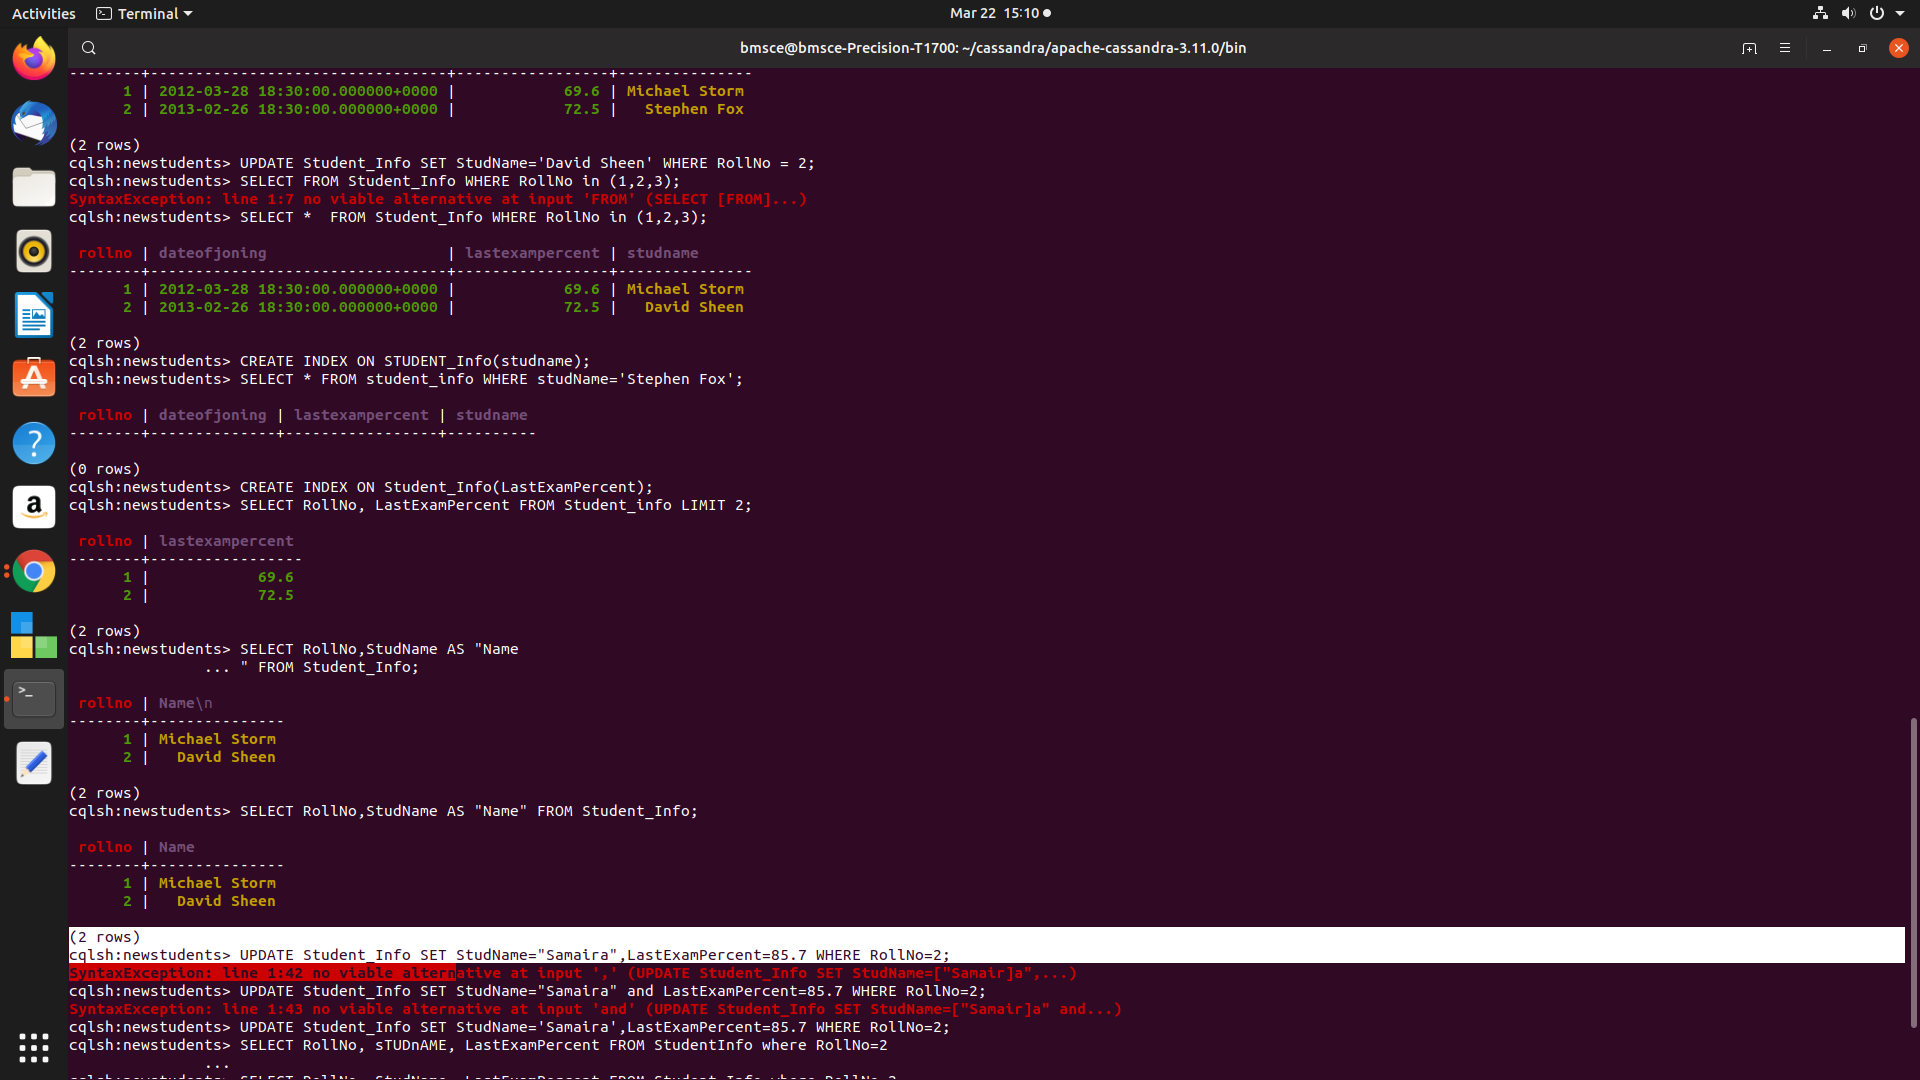 Activities Terminal Mar 22 15:10
bmsce@bmsce-Precision-T1700: ~/cassandra/apache-cassandra-3.11.0/bin
--------+---------------------------------+-----------------+---------------
1 | 2012-03-28 18:30:00.000000+0000 | 69.6 | Michael Storm
2 | 2013-02-26 18:30:00.000000+0000 | 72.5 | Stephen Fox
(2 rows)
cqlsh:newstudents> UPDATE Student_Info SET StudName='David Sheen' WHERE RollNo = 2;
cqlsh:newstudents> SELECT FROM Student_Info WHERE RollNo in (1,2,3);
SyntaxException: line 1:7 no viable alternative at input 'FROM' (SELECT [FROM]...)
cqlsh:newstudents> SELECT *  FROM Student_Info WHERE RollNo in (1,2,3);
rollno | dateofjoning | lastexampercent | studname
--------+---------------------------------+-----------------+---------------
1 | 2012-03-28 18:30:00.000000+0000 | 69.6 | Michael Storm
2 | 2013-02-26 18:30:00.000000+0000 | 72.5 | David Sheen
(2 rows)
cqlsh:newstudents> CREATE INDEX ON STUDENT_Info(studname);
cqlsh:newstudents> SELECT * FROM student_info WHERE studName='Stephen Fox';
rollno | dateofjoning | lastexampercent | studname
--------+--------------+-----------------+----------
(0 rows)
cqlsh:newstudents> CREATE INDEX ON Student_Info(LastExamPercent);
cqlsh:newstudents> SELECT RollNo, LastExamPercent FROM Student_info LIMIT 2;
rollno | lastexampercent
--------+-----------------
1 | 69.6
2 | 72.5
(2 rows)
cqlsh:newstudents> SELECT RollNo,StudName AS "Name
... " FROM Student_Info;
rollno | Name\n
--------+---------------
1 | Michael Storm
2 | David Sheen
(2 rows)
cqlsh:newstudents> SELECT RollNo,StudName AS "Name" FROM Student_Info;
rollno | Name
--------+---------------
1 | Michael Storm
2 | David Sheen
(2 rows)
cqlsh:newstudents> UPDATE Student_Info SET StudName="Samaira",LastExamPercent=85.7 WHERE RollNo=2;
SyntaxException: line 1:42 no viable alternative at input ',' (UPDATE Student_Info SET StudName=["Samair]a",...)
cqlsh:newstudents> UPDATE Student_Info SET StudName="Samaira" and LastExamPercent=85.7 WHERE RollNo=2;
SyntaxException: line 1:43 no viable alternative at input 'and' (UPDATE Student_Info SET StudName=["Samair]a" and...)
cqlsh:newstudents> UPDATE Student_Info SET StudName='Samaira',LastExamPercent=85.7 WHERE RollNo=2;
cqlsh:newstudents> SELECT RollNo, sTUDnAME, LastExamPercent FROM StudentInfo where RollNo=2
...